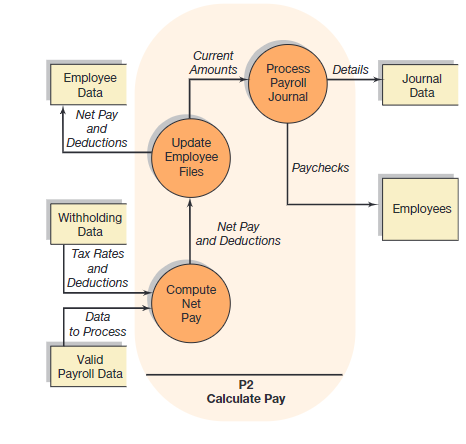 Current
Amounts
Process
Payroll
Journal
Details
Journal
Data
Employee
Data
Net Pay
and
Deductions
Update
Employee
Files
Paychecks
Employees
Withholding
Data
Net Pay
and Deductions
Tax Rates
and
Deductions
Compute
Net
Pay
Data
to Process
Valid
Payroll Data
P2
Calculate Pay